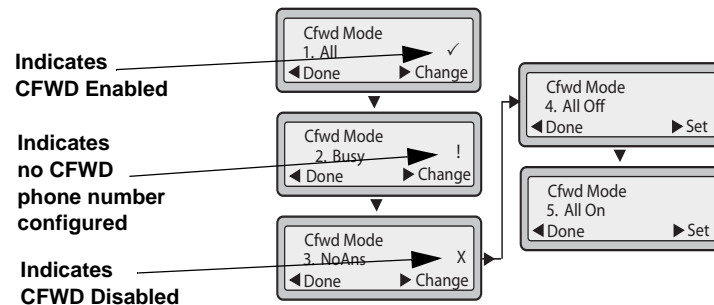 Indicates
CFWD Enabled
Indicates
no CFWD
phone number
configured
Indicates
CFWD Disabled
Cfwd Mode
1. All ✓
◀Done ▶Change
Cfwd Mode
2. Busy !
◀Done ▶Change
Cfwd Mode
3. NoAns X
◀Done ▶Change
Cfwd Mode
4. All Off
◀Done ▶Set
Cfwd Mode
5. All On
◀Done ▶Set